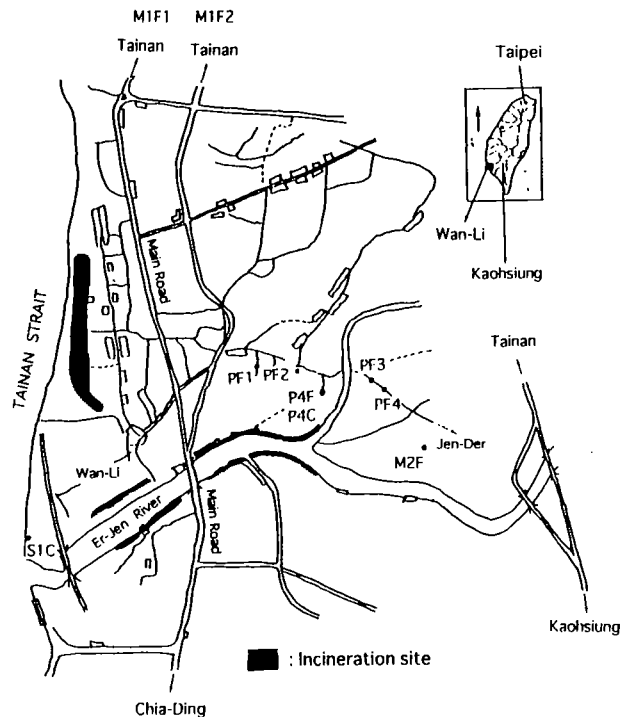 M1F1 M1F2
Tainan Tainan
Taipei
Wan-Li
Kaohsiung
Main Road
TAINAN STRAIT
Tainan
PF1 PF2 PF3
P4F PF4
P4C
Jen-Der
M2F
Wan-Li
Er-Jen River
Main Road
S1C
Kaohsiung
: Incineration site
Chia-Ding